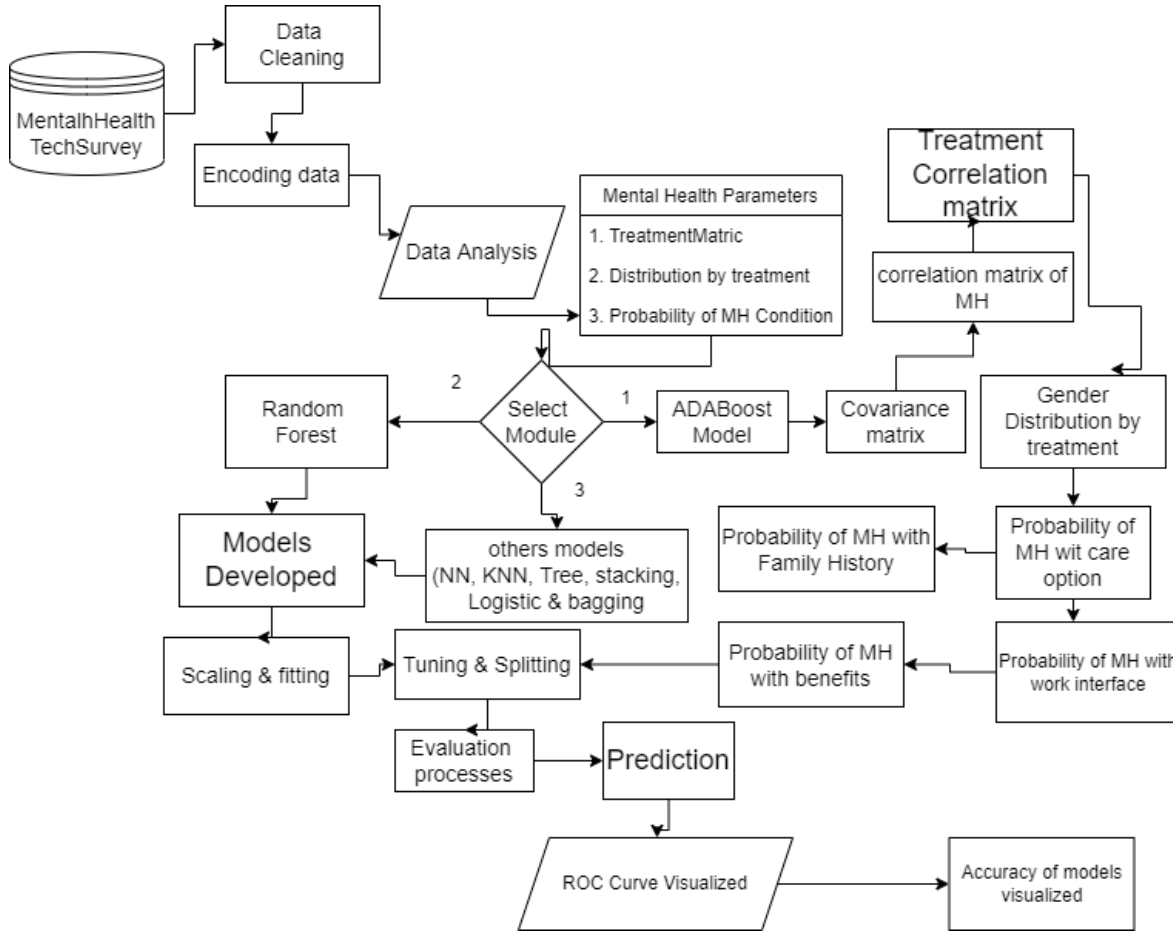 Data
Cleaning
MentalhHealth
TechSurvey
Encoding data
Data Analysis
Mental Health Parameters
1. TreatmentMatric
2. Distribution by treatment
3. Probability of MH Condition
Treatment
Correlation
matrix
correlation matrix of
MH
2
Random
Forest
Select
Module
1
ADABoost
Model
Covariance
matrix
Gender
Distribution by
treatment
3
Models
Developed
others models
(NN, KNN, Tree, stacking,
Logistic & bagging
Probability of MH with
Family History
Probability of
MH wit care
option
Scaling & fitting
Tuning & Splitting
Probability of MH
with benefits
Probability of MH with
work interface
Evaluation
processes
Prediction
ROC Curve Visualized
Accuracy of models
visualized